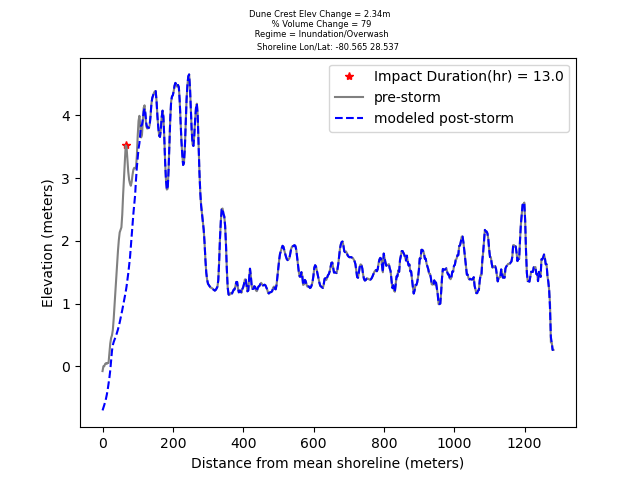 Dune Crest Elev Change = 2.34m
% Volume Change = 79
Regime = Inundation/Overwash
Shoreline Lon/Lat: -80.565 28.537
Impact Duration(hr) = 13.0
pre-storm
modeled post-storm
Elevation (meters)
4
3
2
1
0
0 200 400 600 800 1000 1200
Distance from mean shoreline (meters)